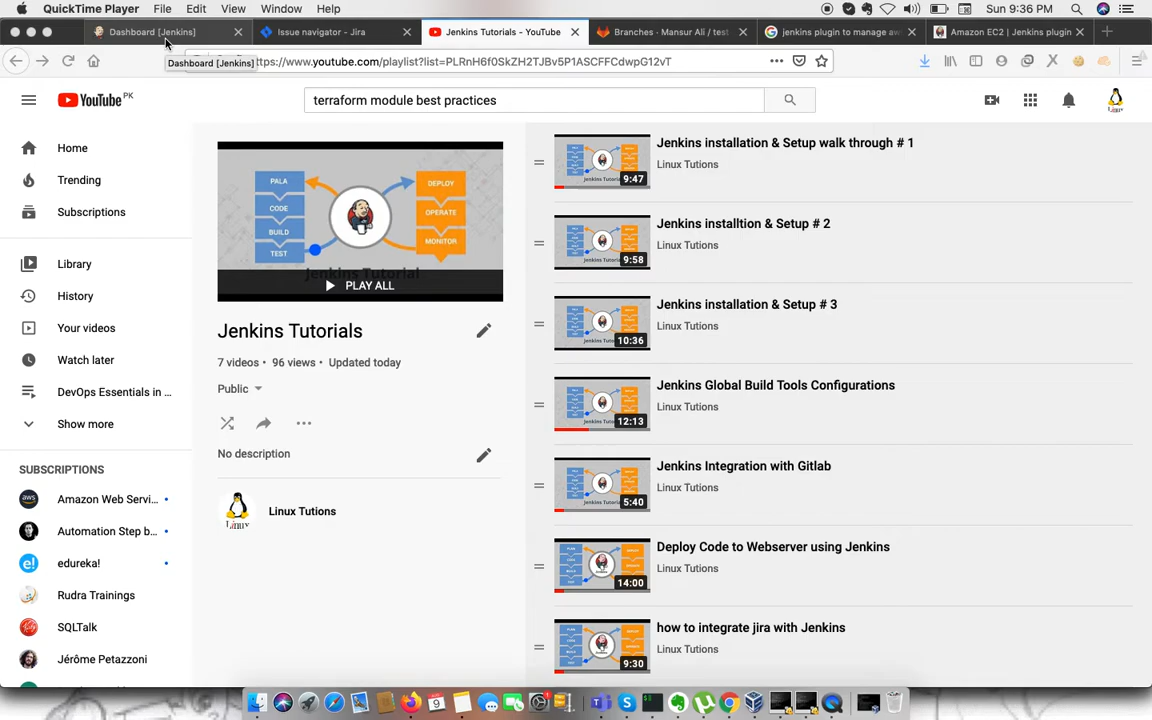 QuickTime Player File Edit View Window Help Sun 9:36 PM
Dashboard [Jenkins] Issue navigator - Jira Jenkins Tutorials - YouTube Branches · Mansur Ali / test jenkins plugin to manage aw Amazon EC2 | Jenkins plugin
Dashboard [Jenkins] ttps://www.youtube.com/playlist?list=PLRnH6f0SkZH2TJBv5P1ASCFFCdwpG12vT
YouTube PK
terraform module best practices
Home
Trending
Subscriptions
Library
History
Your videos
Watch later
DevOps Essentials in ...
Show more
SUBSCRIPTIONS
Amazon Web Servi...
Automation Step b...
edureka!
Rudra Trainings
SQLTalk
Jérôme Petazzoni
PALA
CODE
BUILD
TEST
DEPLOY
OPERATE
MONITOR
Jenkins Tutorial
PLAY ALL
Jenkins Tutorials
7 videos • 96 views • Updated today
Public
No description
Linux Tutions
Jenkins installation & Setup walk through # 1
Linux Tutions
9:47
Jenkins installtion & Setup # 2
Linux Tutions
9:58
Jenkins installation & Setup # 3
Linux Tutions
10:36
Jenkins Global Build Tools Configurations
Linux Tutions
12:13
Jenkins Integration with Gitlab
Linux Tutions
5:40
Deploy Code to Webserver using Jenkins
Linux Tutions
14:00
how to integrate jira with Jenkins
Linux Tutions
9:30